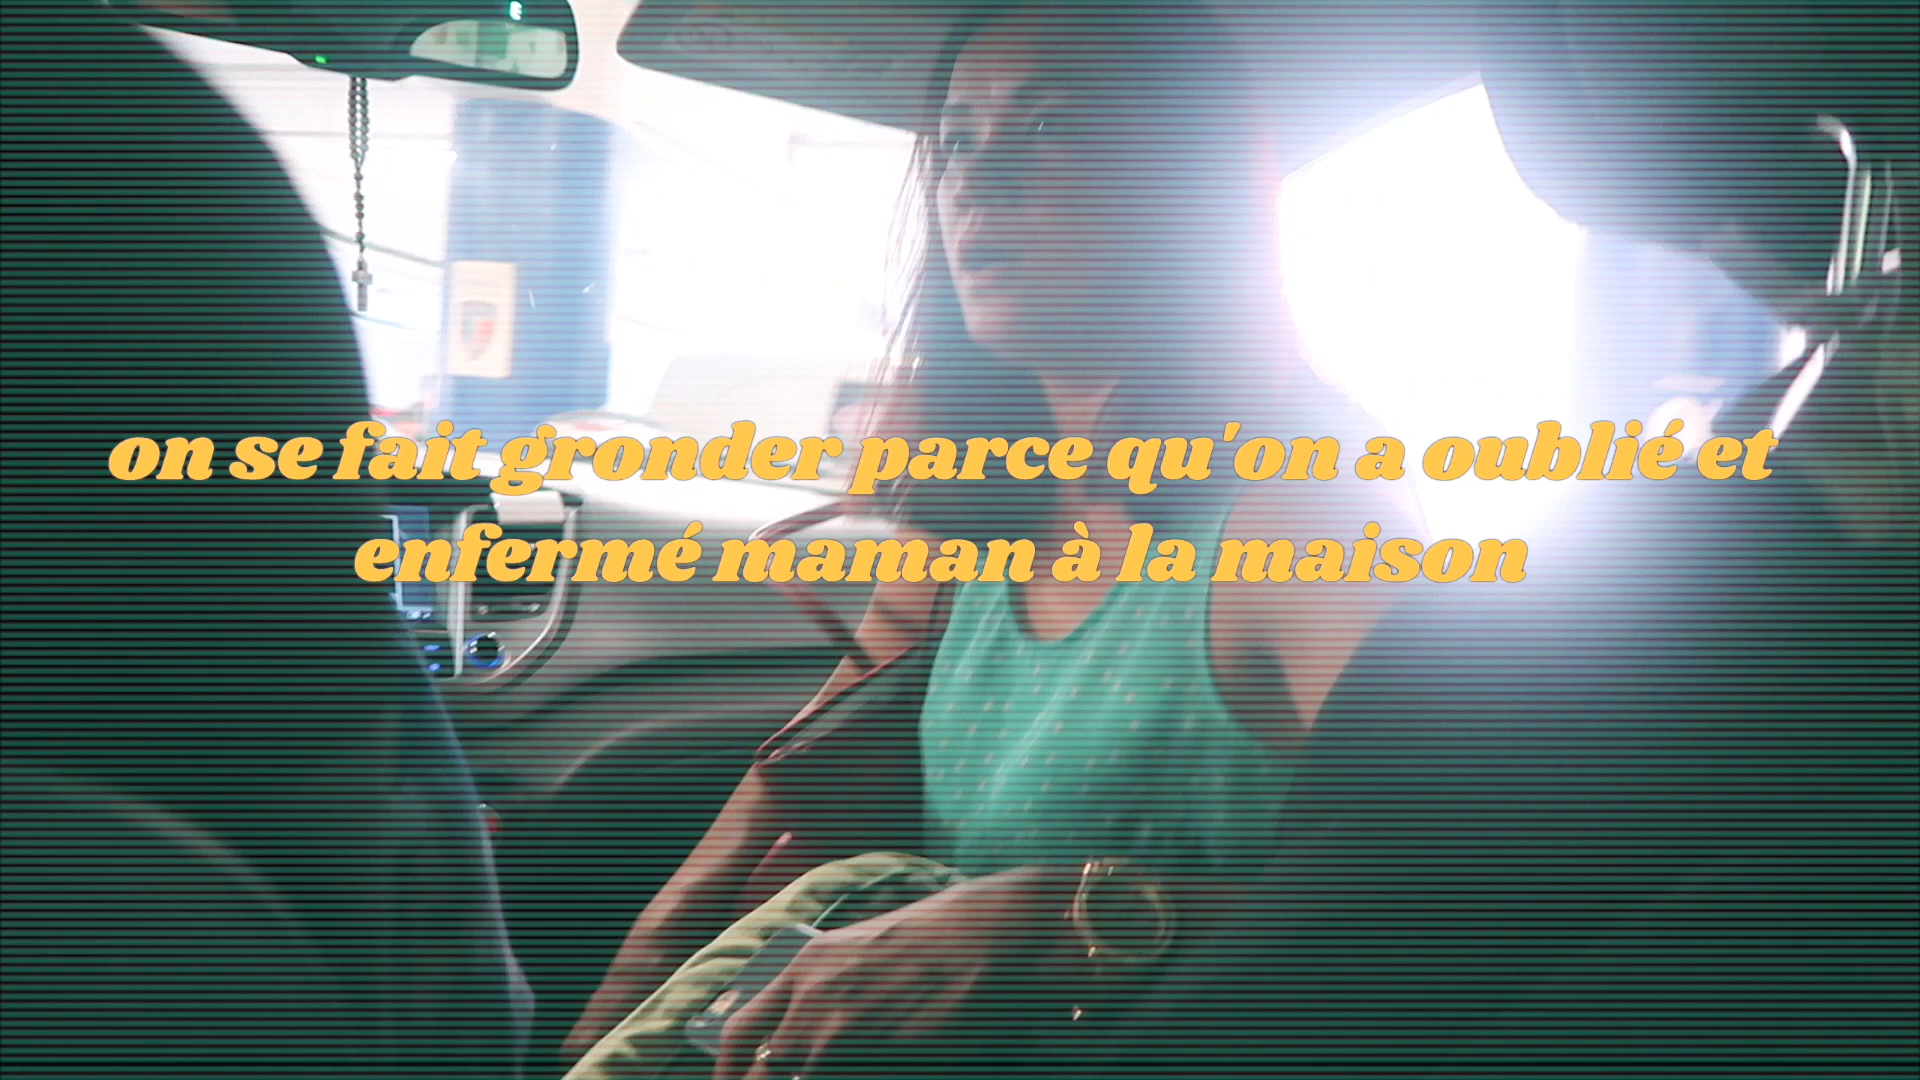 E
on se fait gronder parce qu'on a oublié et
enfermé maman à la maison